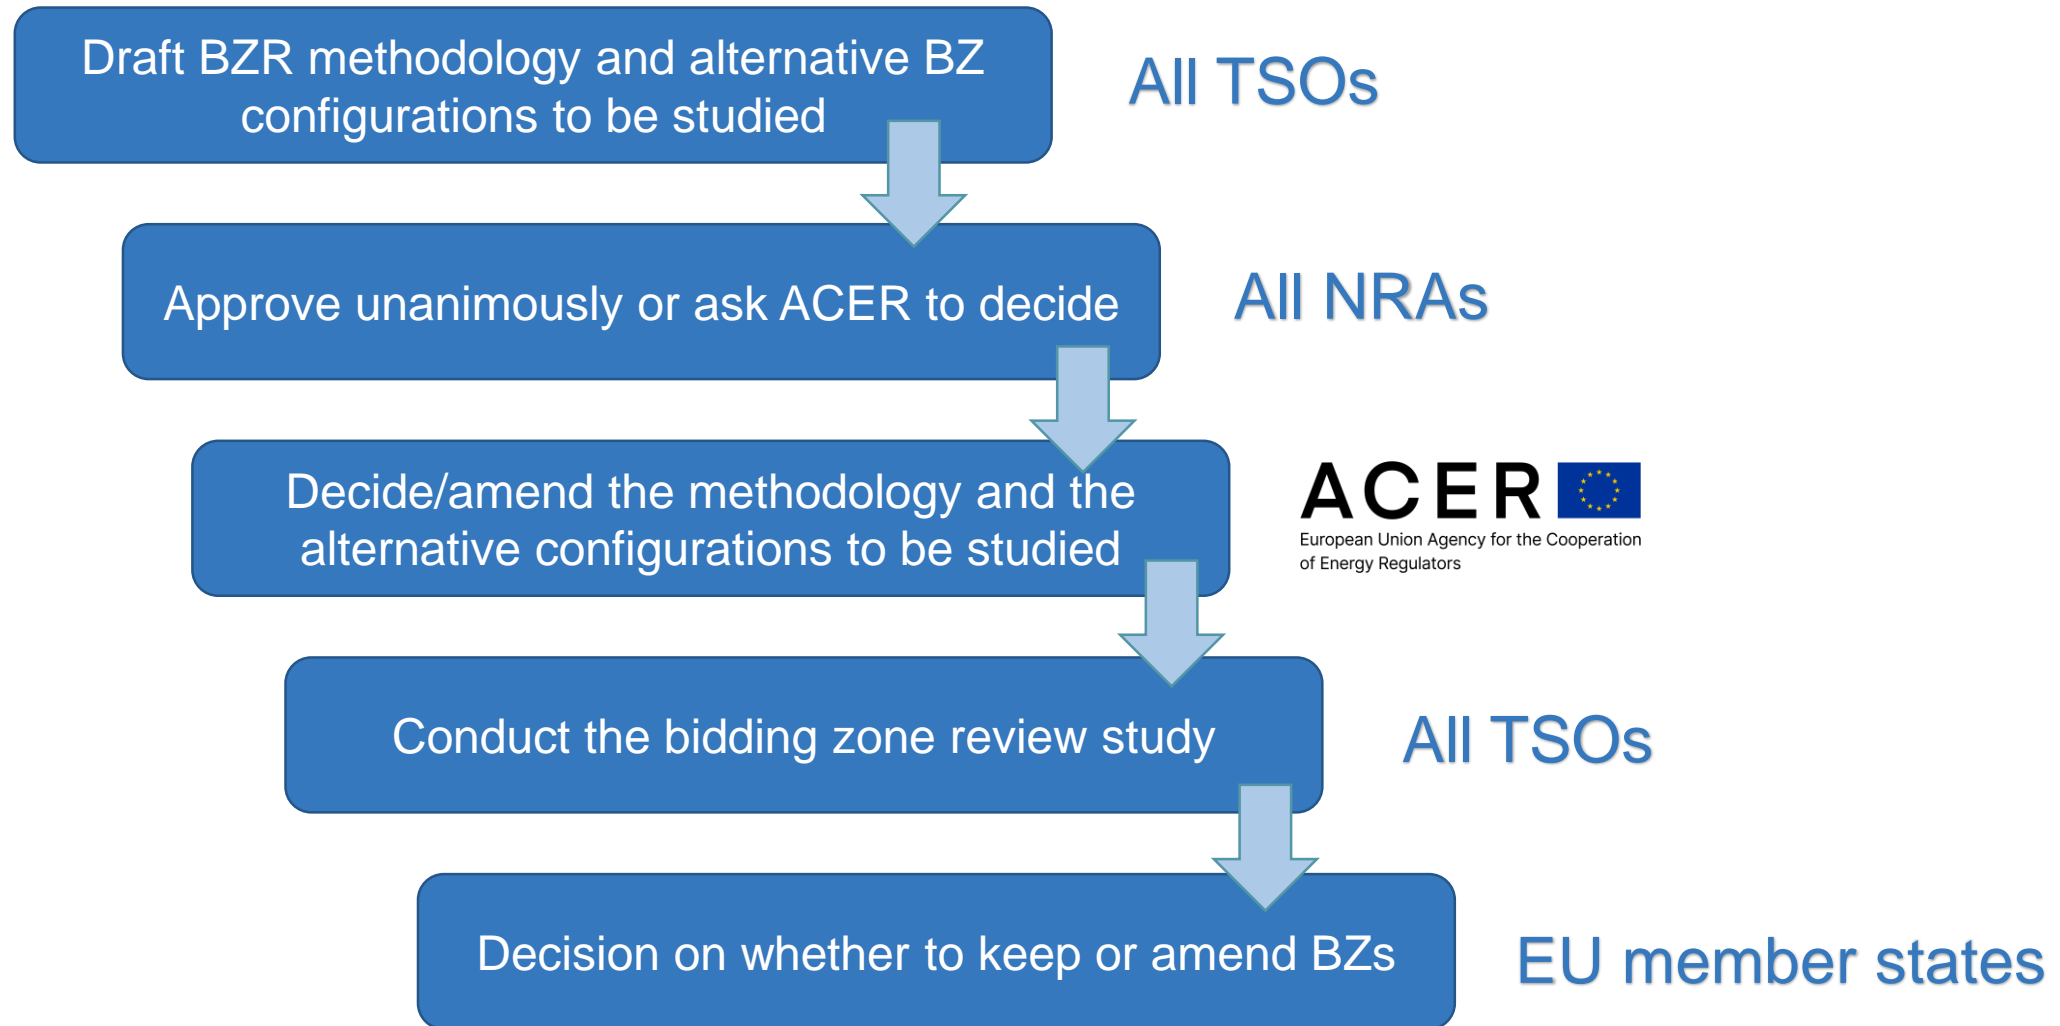 Draft BZR methodology and alternative BZ
configurations to be studied
All TSOs
Approve unanimously or ask ACER to decide
All NRAs
Decide/amend the methodology and the
alternative configurations to be studied
ACER
European Union Agency for the Cooperation
of Energy Regulators
Conduct the bidding zone review study
All TSOs
Decision on whether to keep or amend BZs
EU member states